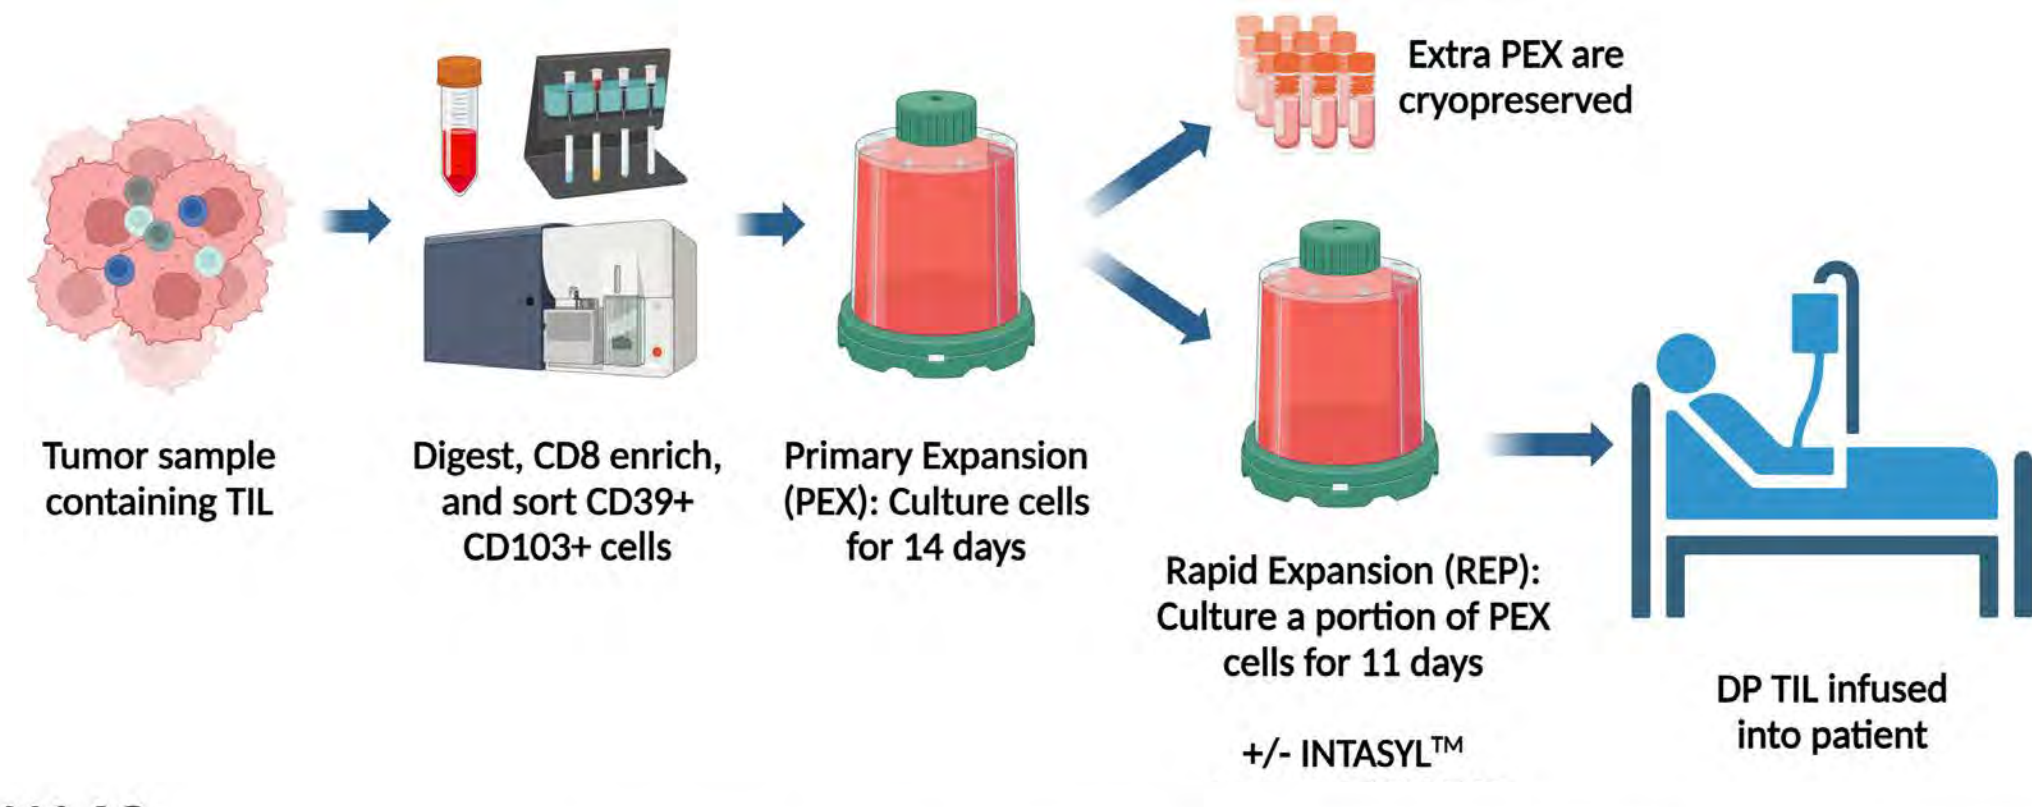 Extra PEX are
cryopreserved
Tumor sample
containing TIL
Digest, CD8 enrich,
and sort CD39+
CD103+ cells
Primary Expansion
(PEX): Culture cells
for 14 days
Rapid Expansion (REP):
Culture a portion of PEX
cells for 11 days
+/- INTASYL™
DP TIL infused
into patient